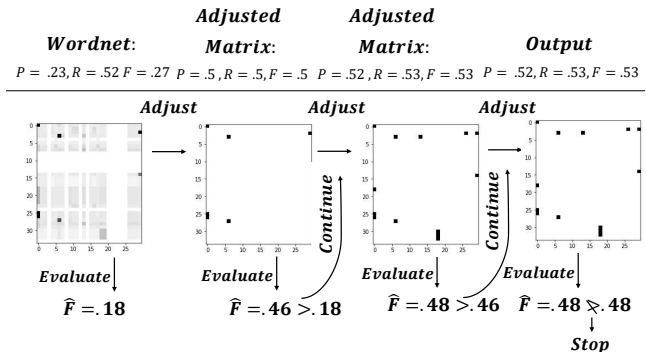 Wordnet:
Adjusted Matrix:
Adjusted Matrix:
Output
P = .23, R = .52 F = .27
P = .5 , R = .5, F = .5
P = .52 , R = .53, F = .53
P = .52, R = .53, F = .53
Adjust
Adjust
Adjust
0
5
10
15
20
25
30
0 5 10 15 20 25
0
5
10
15
20
25
30
0 5 10 15 20 25
0
5
10
15
20
25
30
0 5 10 15 20 25
0
5
10
15
20
25
30
0 5 10 15 20 25
Continue
Continue
Evaluate
Evaluate
Evaluate
Evaluate
F̂ = . 18
F̂ = . 46 >. 18
F̂ = . 48 >. 46
F̂ = . 48 ≯. 48
Stop